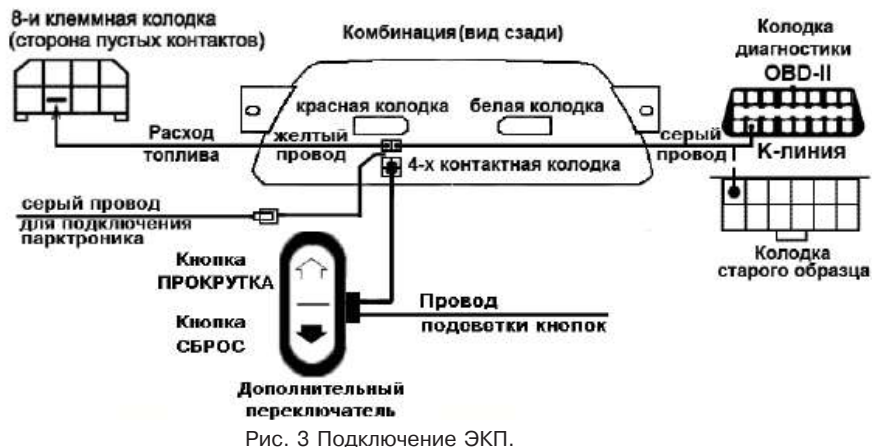 8-и клеммная колодка
(сторона пустых контактов)
Комбинация (вид сзади)
Колодка
диагностики
OBD-II
красная колодка
белая колодка
Расход
топлива
желтый
провод
серый
провод
К-линия
4-х контактная колодка
серый провод
для подключения
парктроника
Колодка
старого образца
Кнопка
ПРОКРУТКА
Кнопка
СБРОС
Провод
подсветки кнопок
Дополнительный
переключатель
Рис. 3 Подключение ЭКП.